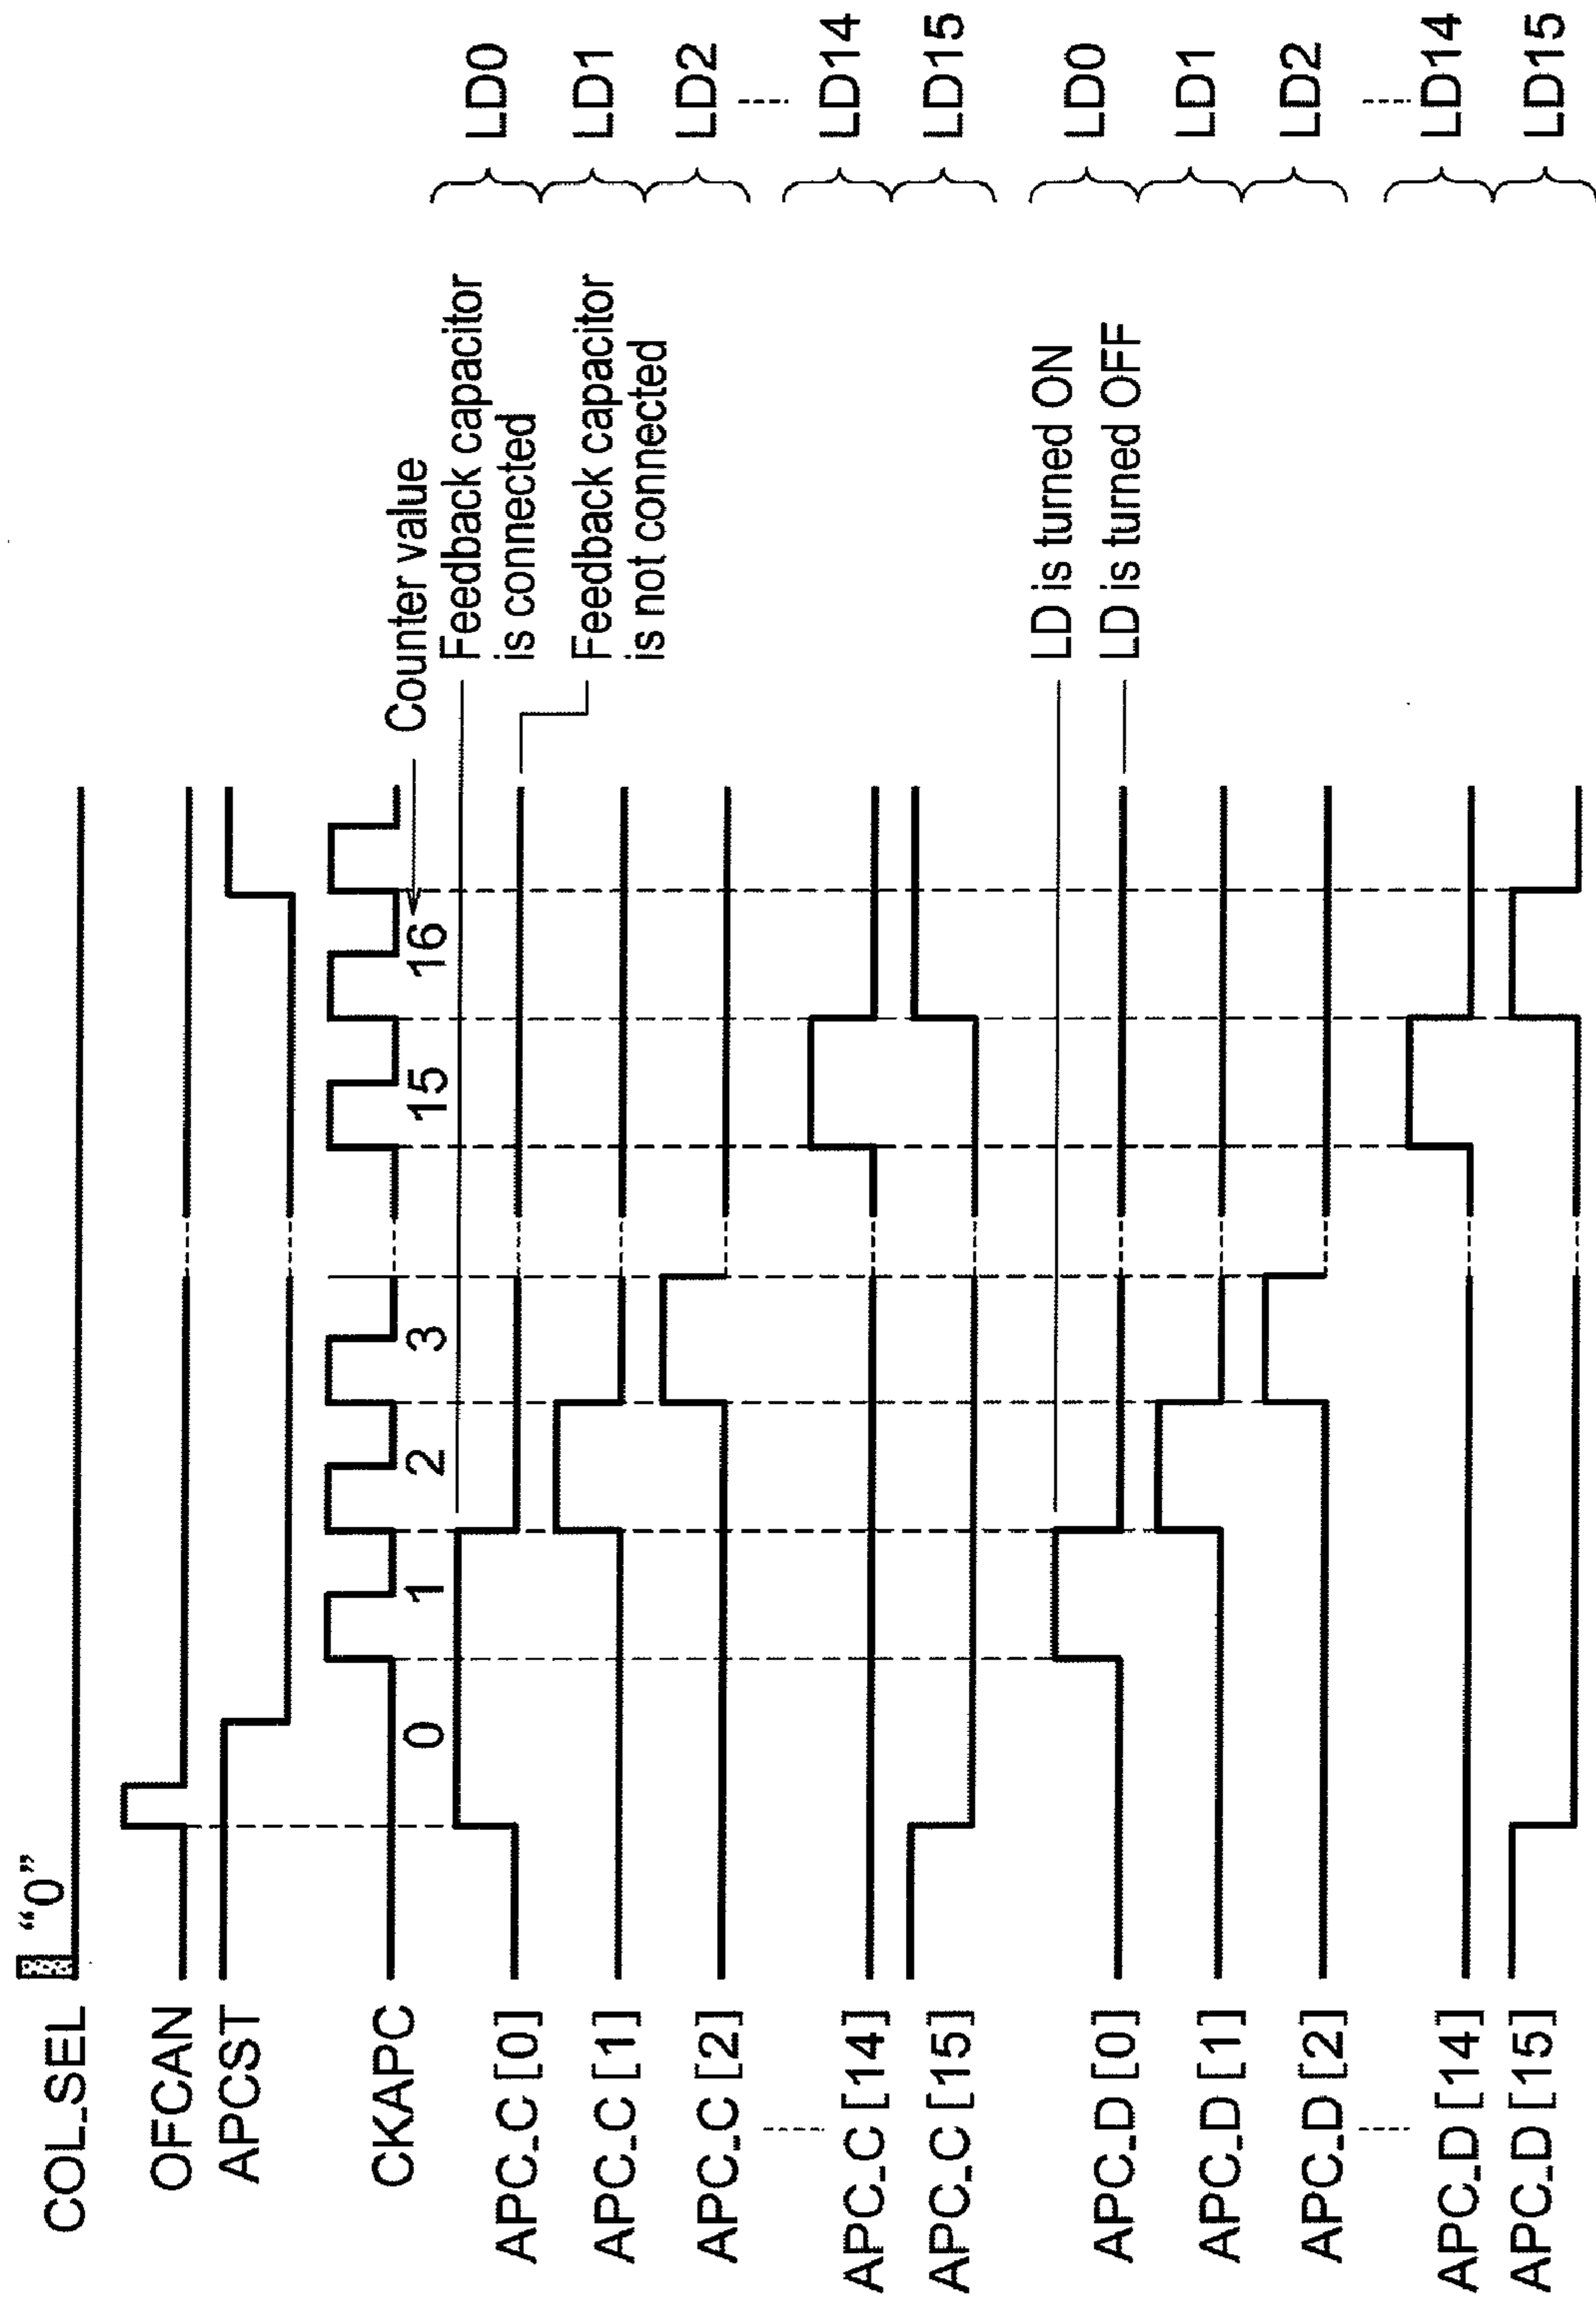 COL_SEL
"0"
OFCAN
APCST
CKAPC
0
1
2
3
15
16
Counter value
APC_C [0]
Feedback capacitor
is connected
LD0
APC_C [1]
Feedback capacitor
is not connected
LD1
APC_C [2]
LD2
APC_C [14]
LD14
APC_C [15]
LD15
APC_D [0]
LD is turned ON
LD is turned OFF
LD0
APC_D [1]
LD1
APC_D [2]
LD2
APC_D [14]
LD14
APC_D [15]
LD15